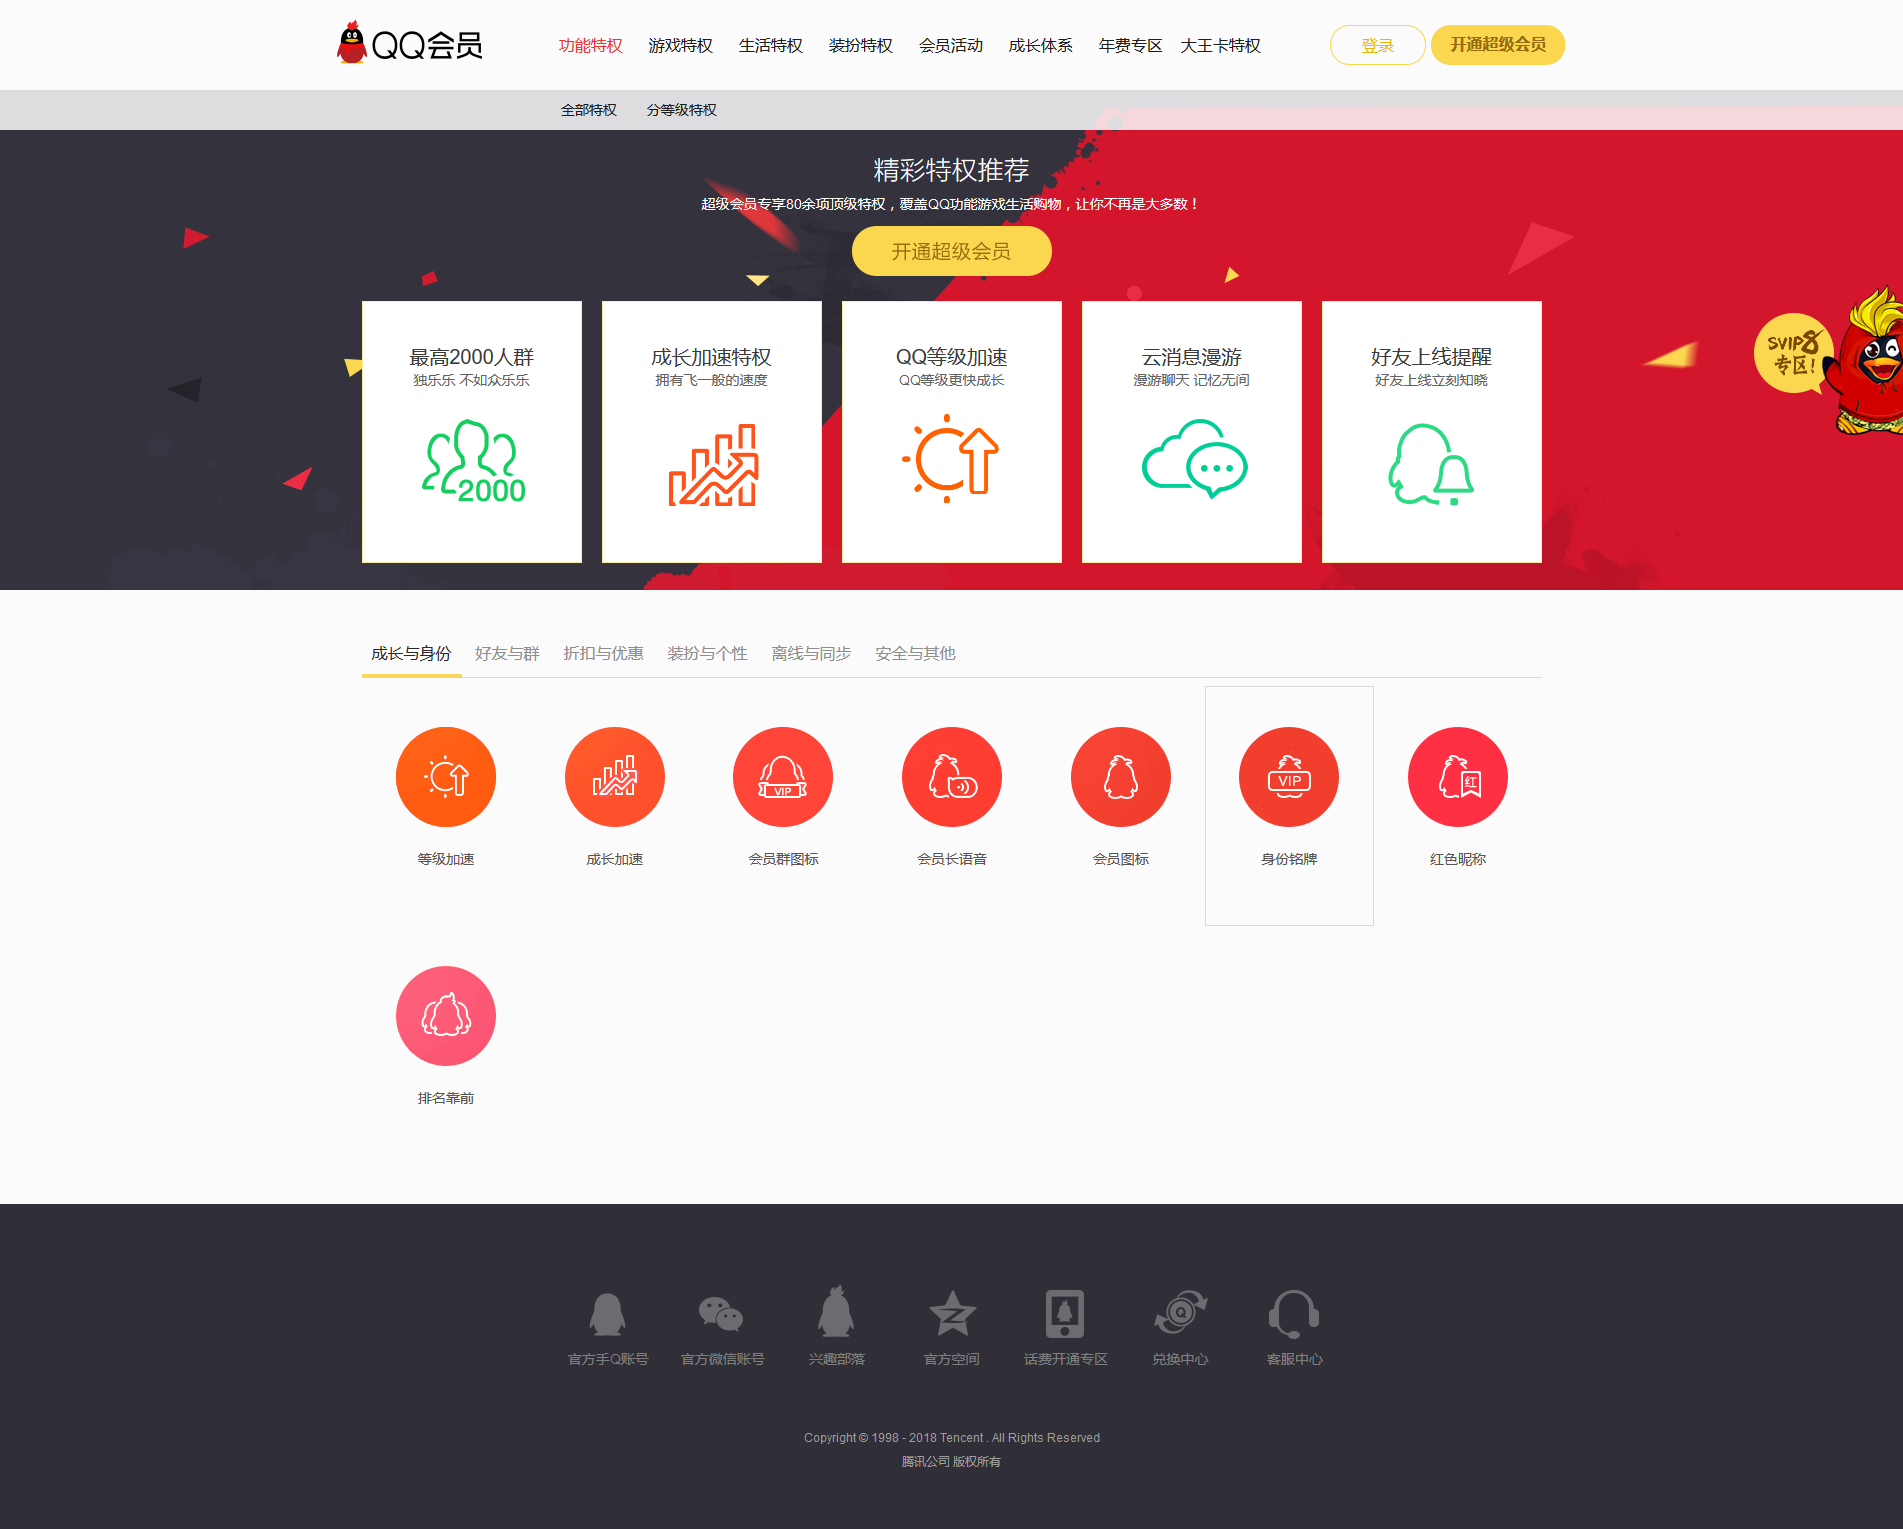 QQ会员
功能特权 游戏特权 生活特权 装扮特权 会员活动 成长体系 年费专区 大王卡特权
登录 开通超级会员
全部特权 分等级特权
精彩特权推荐
超级会员专享80余项顶级特权，覆盖QQ功能游戏生活购物，让你不再是大多数！
开通超级会员
SVIP8
专区!
最高2000人群 成长加速特权 QQ等级加速 云消息漫游 好友上线提醒
独乐乐 不如众乐乐 拥有飞一般的速度 QQ等级更快成长 漫游聊天 记忆无间 好友上线立刻知晓
2000
成长与身份 好友与群 折扣与优惠 装扮与个性 离线与同步 安全与其他
VIP VIP 红
等级加速 成长加速 会员群图标 会员长语音 会员图标 身份铭牌 红色昵称
排名靠前
Q
官方手Q账号 官方微信账号 兴趣部落 官方空间 话费开通专区 兑换中心 客服中心
Copyright © 1998 - 2018 Tencent . All Rights Reserved
腾讯公司 版权所有